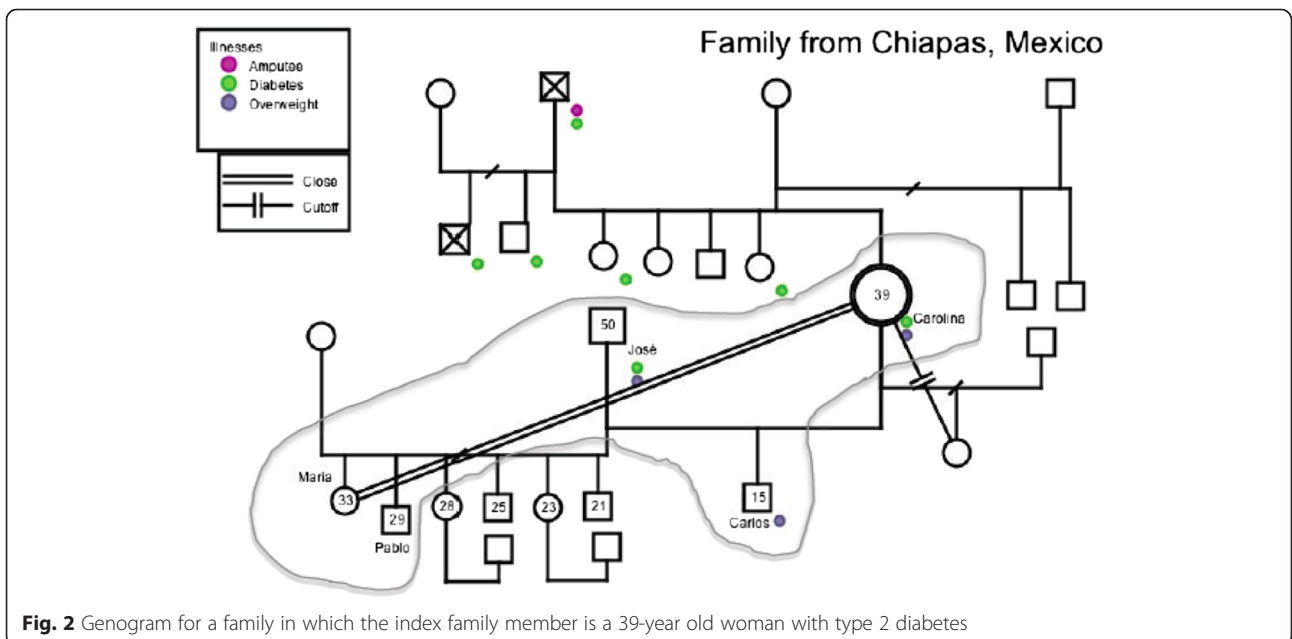 Family from Chiapas, Mexico
Illnesses
Amputee
Diabetes
Overweight
Close
Cutoff
39
Carolina
50
José
Maria
33
29
Pablo
28
25
23
21
15
Carlos
Fig. 2 Genogram for a family in which the index family member is a 39-year old woman with type 2 diabetes